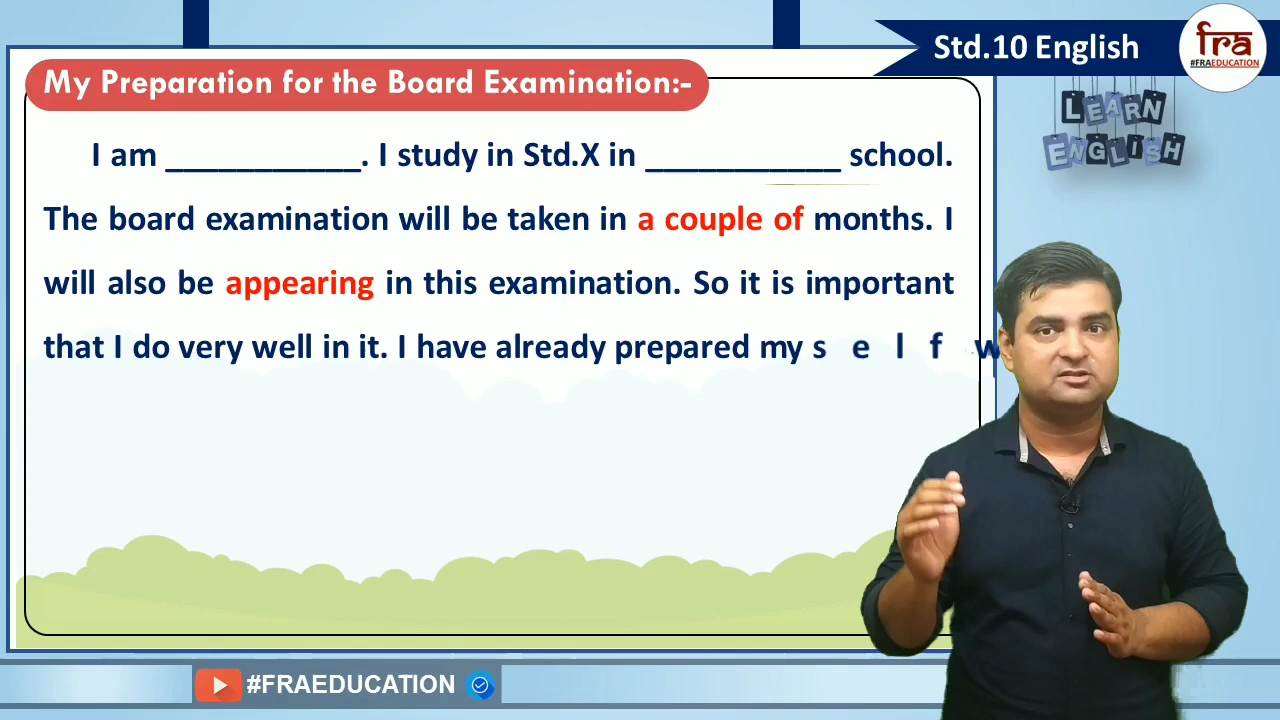 Std.10 English
fra
#FRAEDUCATION
LEARN
ENGLISH
My Preparation for the Board Examination:-
I am ___________. I study in Std.X in ___________ school.
The board examination will be taken in a couple of months. I
will also be appearing in this examination. So it is important
that I do very well in it. I have already prepared my s e l f w
#FRAEDUCATION